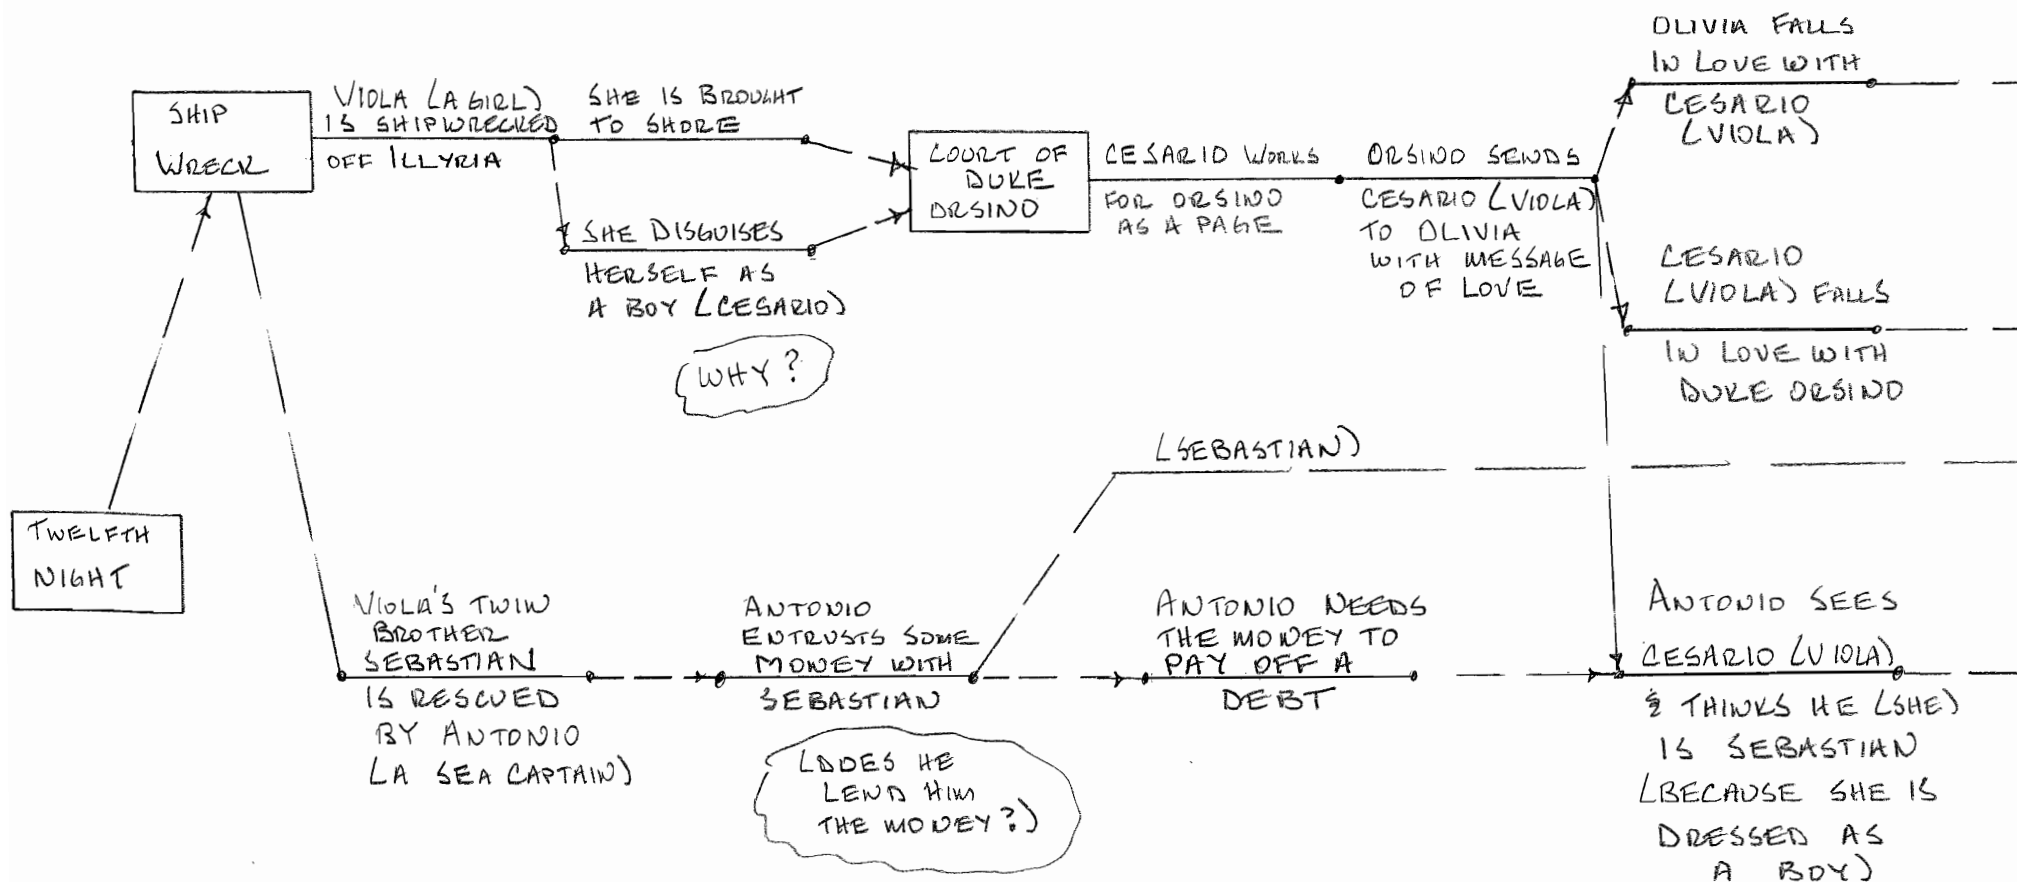 SHIP
WRECK
VIOLA (A GIRL)
IS SHIPWRECKED
OFF ILLYRIA
SHE IS BROUGHT
TO SHORE
SHE DISGUISES
HERSELF AS
A BOY (CESARIO)
WHY?
COURT OF
DUKE
ORSINO
CESARIO WORKS
FOR ORSINO
AS A PAGE
ORSINO SENDS
CESARIO (VIOLA)
TO OLIVIA
WITH MESSAGE
OF LOVE
OLIVIA FALLS
IN LOVE WITH
CESARIO
(VIOLA)
CESARIO
(VIOLA) FALLS
IN LOVE WITH
DUKE ORSINO
(SEBASTIAN)
TWELFTH
NIGHT
VIOLA'S TWIN
BROTHER
SEBASTIAN
IS RESCUED
BY ANTONIO
(A SEA CAPTAIN)
ANTONIO
ENTRUSTS SOME
MONEY WITH
SEBASTIAN
(DOES HE
LEND HIM
THE MONEY?)
ANTONIO NEEDS
THE MONEY TO
PAY OFF A
DEBT
ANTONIO SEES
CESARIO (VIOLA)
& THINKS HE (SHE)
IS SEBASTIAN
(BECAUSE SHE IS
DRESSED AS
A BOY)